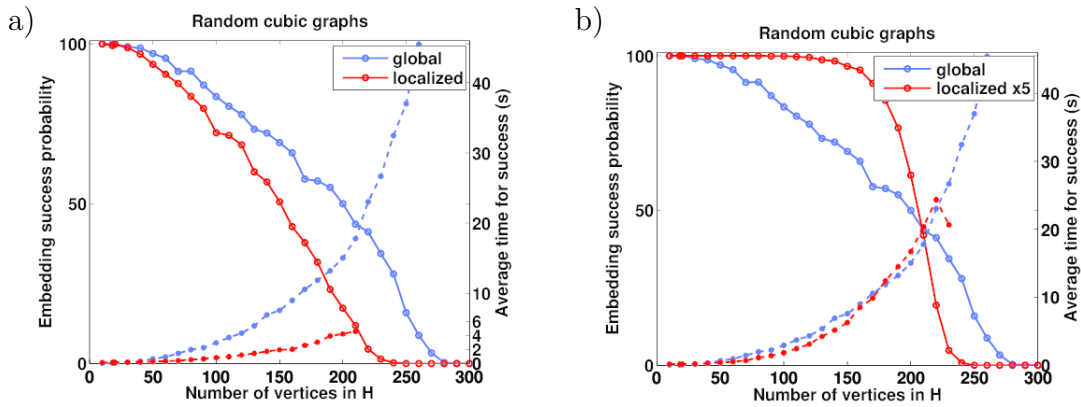 a)
Random cubic graphs
global
localized
Embedding success probability
100
50
0
Average time for success (s)
40
30
20
10
6
4
2
0
0 50 100 150 200 250 300
Number of vertices in H
b)
Random cubic graphs
global
localized x5
Embedding success probability
100
50
0
Average time for success (s)
40
30
20
10
0
0 50 100 150 200 250 300
Number of vertices in H